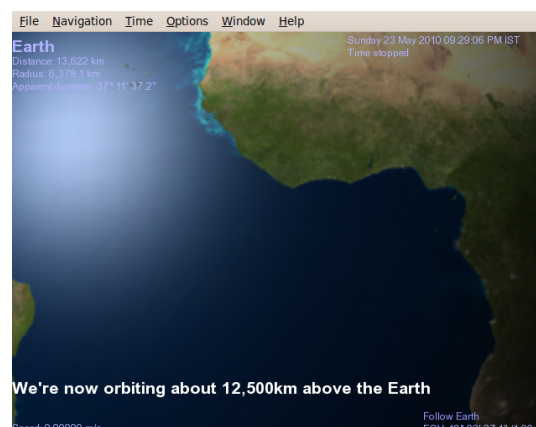 File Navigation Time Options Window Help
Earth
Distance: 13,622 km
Radius: 6,378.1 km
Apparent diameter: 37° 11' 37.2"
Sunday 23 May 2010 09:29:06 PM IST
Time stopped
We're now orbiting about 12,500km above the Earth
Follow Earth